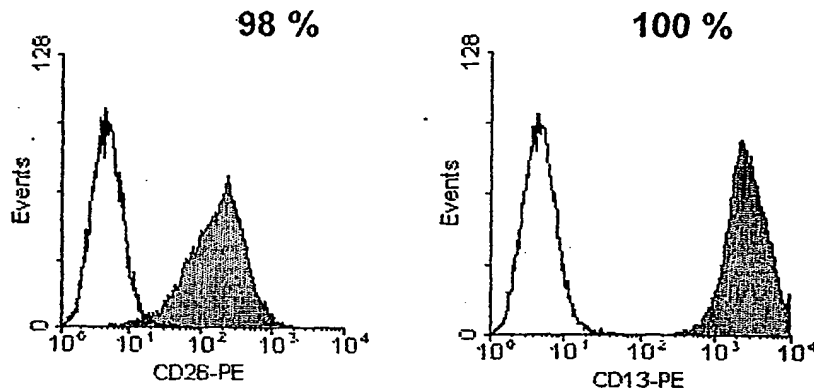 98 %
128
Events
0
10⁰ 10¹ 10² 10³ 10⁴
CD26-PE
100 %
128
Events
0
10⁰ 10¹ 10² 10³ 10⁴
CD13-PE